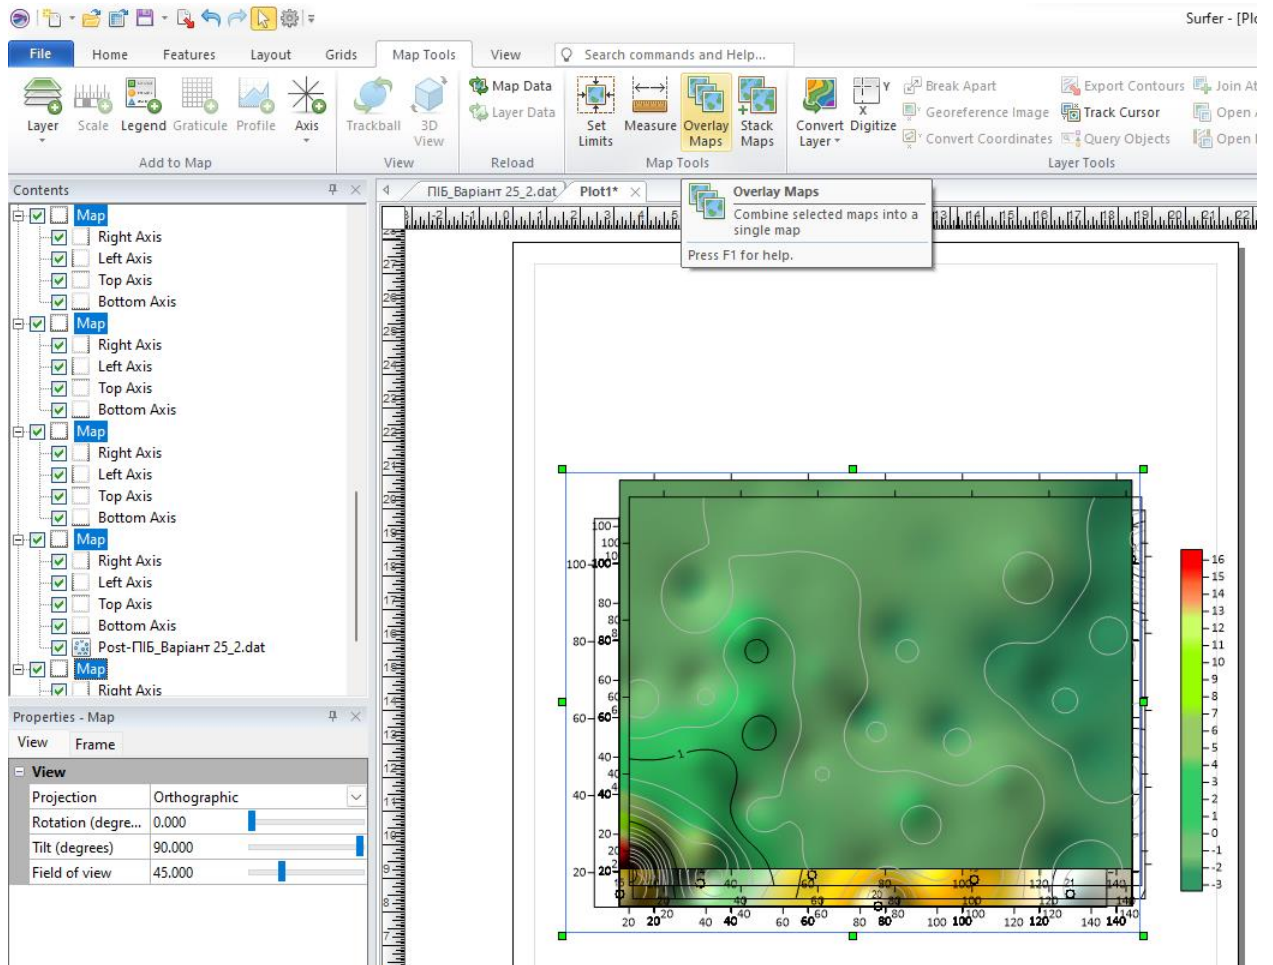 Surfer - [Plo
File Home Features Layout Grids Map Tools View Search commands and Help...
Layer Scale Legend Graticule Profile Axis
Add to Map
Trackball 3D View
View
Map Data
Layer Data
Reload
Set Limits Measure Overlay Maps Stack Maps
Map Tools
Convert Layer Digitize
Break Apart Export Contours Join At
Georeference Image Track Cursor Open
Convert Coordinates Query Objects Open
Layer Tools
Contents
ПІБ_Варіант 25_2.dat Plot1*
Overlay Maps
Combine selected maps into a
single map
Press F1 for help.
Map
Right Axis
Left Axis
Top Axis
Bottom Axis
Map
Right Axis
Left Axis
Top Axis
Bottom Axis
Map
Right Axis
Left Axis
Top Axis
Bottom Axis
Map
Right Axis
Left Axis
Top Axis
Bottom Axis
Post-ПІБ_Варіант 25_2.dat
Map
Right Axis
Properties - Map
View Frame
View
Projection Orthographic
Rotation (degre... 0.000
Tilt (degrees) 90.000
Field of view 45.000
16
15
14
13
12
11
10
9
8
7
6
5
4
3
2
1
0
-1
-2
-3
100 80 60 40 20
1
20 40 60 80 100 120 140